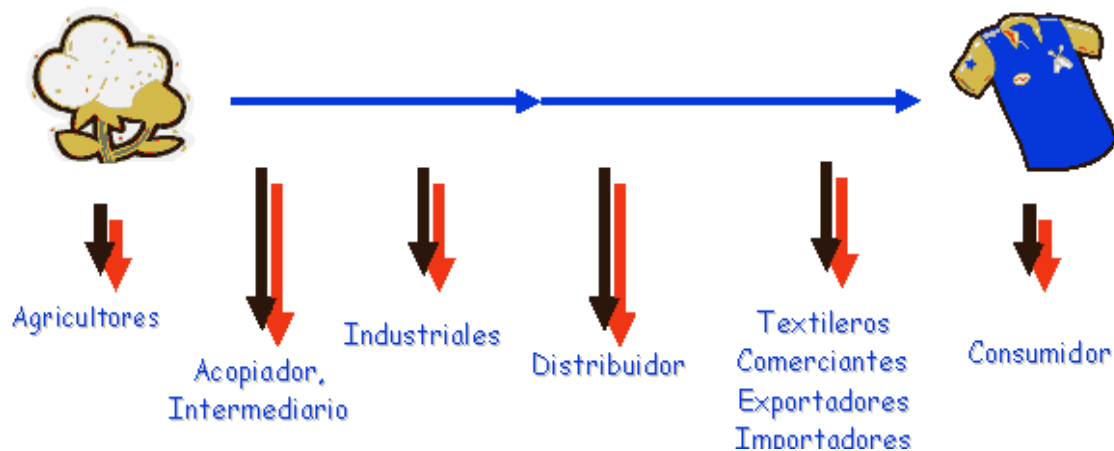 Agricultores
Acopiador,
Intermediario
Industriales
Distribuidor
Textileros
Comerciantes
Exportadores
Importadores
Consumidor